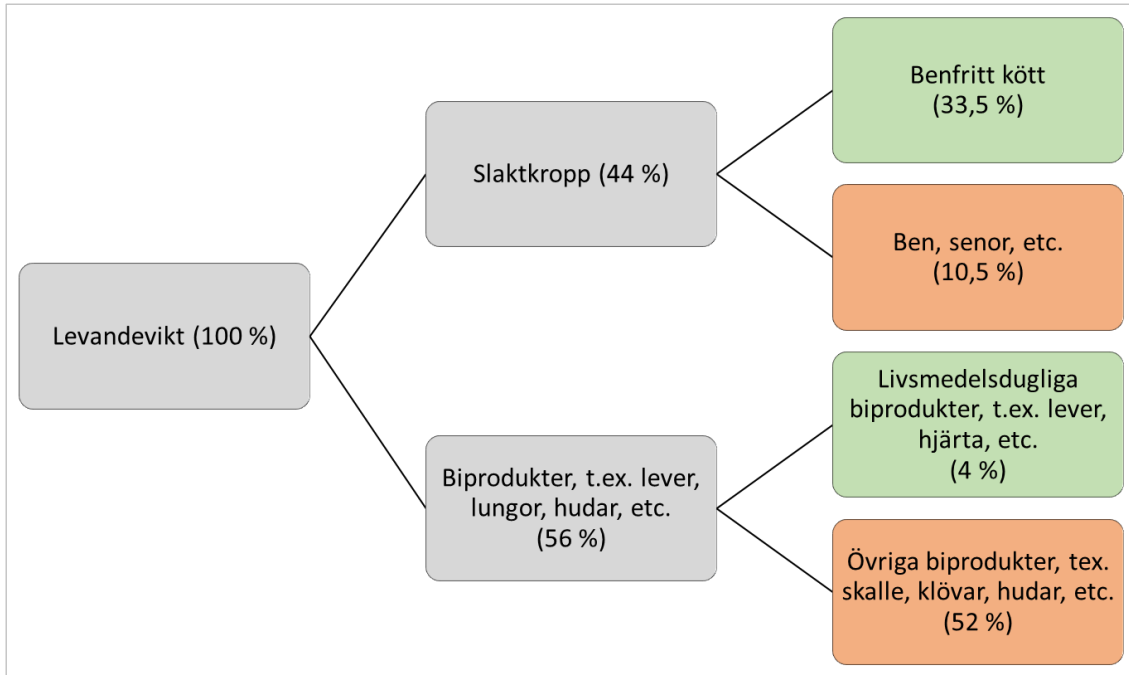 Levandevikt (100 %)
Slaktkropp (44 %)
Biprodukter, t.ex. lever,
lungor, hudar, etc.
(56 %)
Benfritt kött
(33,5 %)
Ben, senor, etc.
(10,5 %)
Livsmedelsdugliga
biprodukter, t.ex. lever,
hjärta, etc.
(4 %)
Övriga biprodukter, tex.
skalle, klövar, hudar, etc.
(52 %)